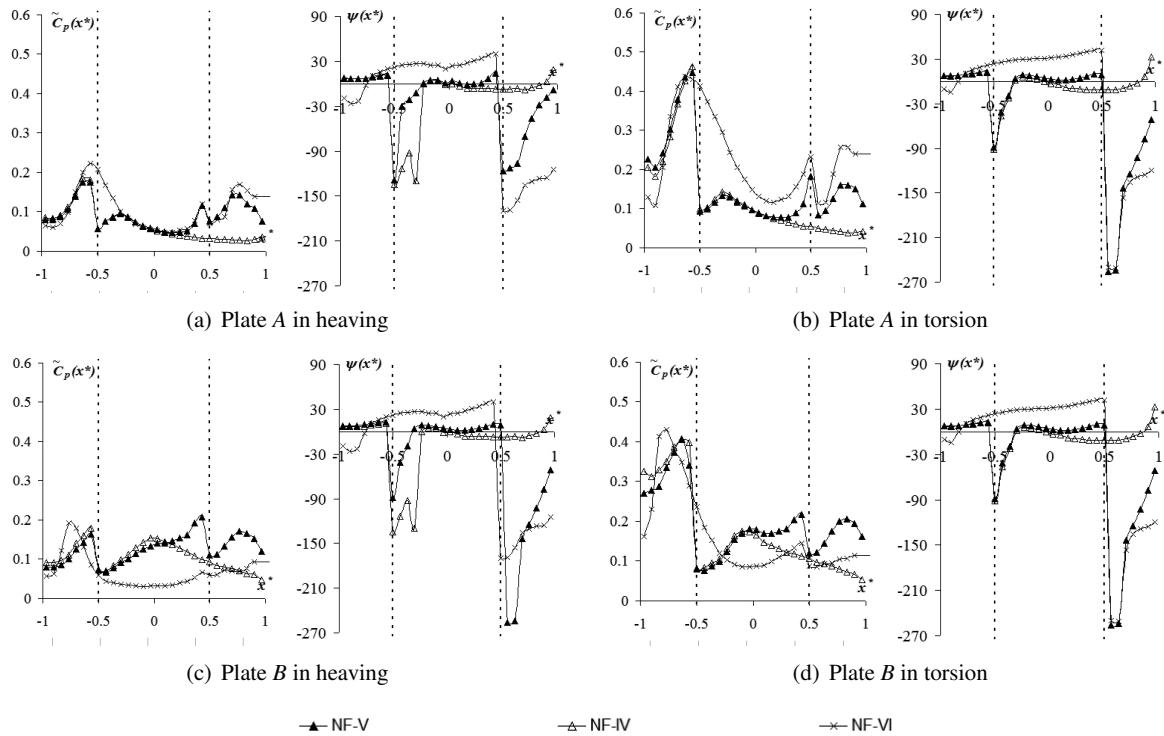 C̃p(x*)
0.6
0.5
0.4
0.3
0.2
0.1
0
-1 -0.5 0 0.5 1
x*
ψ(x*)
90
30
-30
-90
-150
-210
-270
-1 -0.5 0 0.5 1
x*
(a) Plate A in heaving
C̃p(x*)
0.6
0.5
0.4
0.3
0.2
0.1
0
-1 -0.5 0 0.5 1
x*
ψ(x*)
90
30
-30
-90
-150
-210
-270
-1 -0.5 0 0.5 1
x*
(b) Plate A in torsion
C̃p(x*)
0.6
0.5
0.4
0.3
0.2
0.1
0
-1 -0.5 0 0.5 1
x*
ψ(x*)
90
30
-30
-90
-150
-210
-270
-1 -0.5 0 0.5 1
x*
(c) Plate B in heaving
C̃p(x*)
0.6
0.5
0.4
0.3
0.2
0.1
0
-1 -0.5 0 0.5 1
x*
ψ(x*)
90
30
-30
-90
-150
-210
-270
-1 -0.5 0 0.5 1
x*
(d) Plate B in torsion
NF-V NF-IV NF-VI